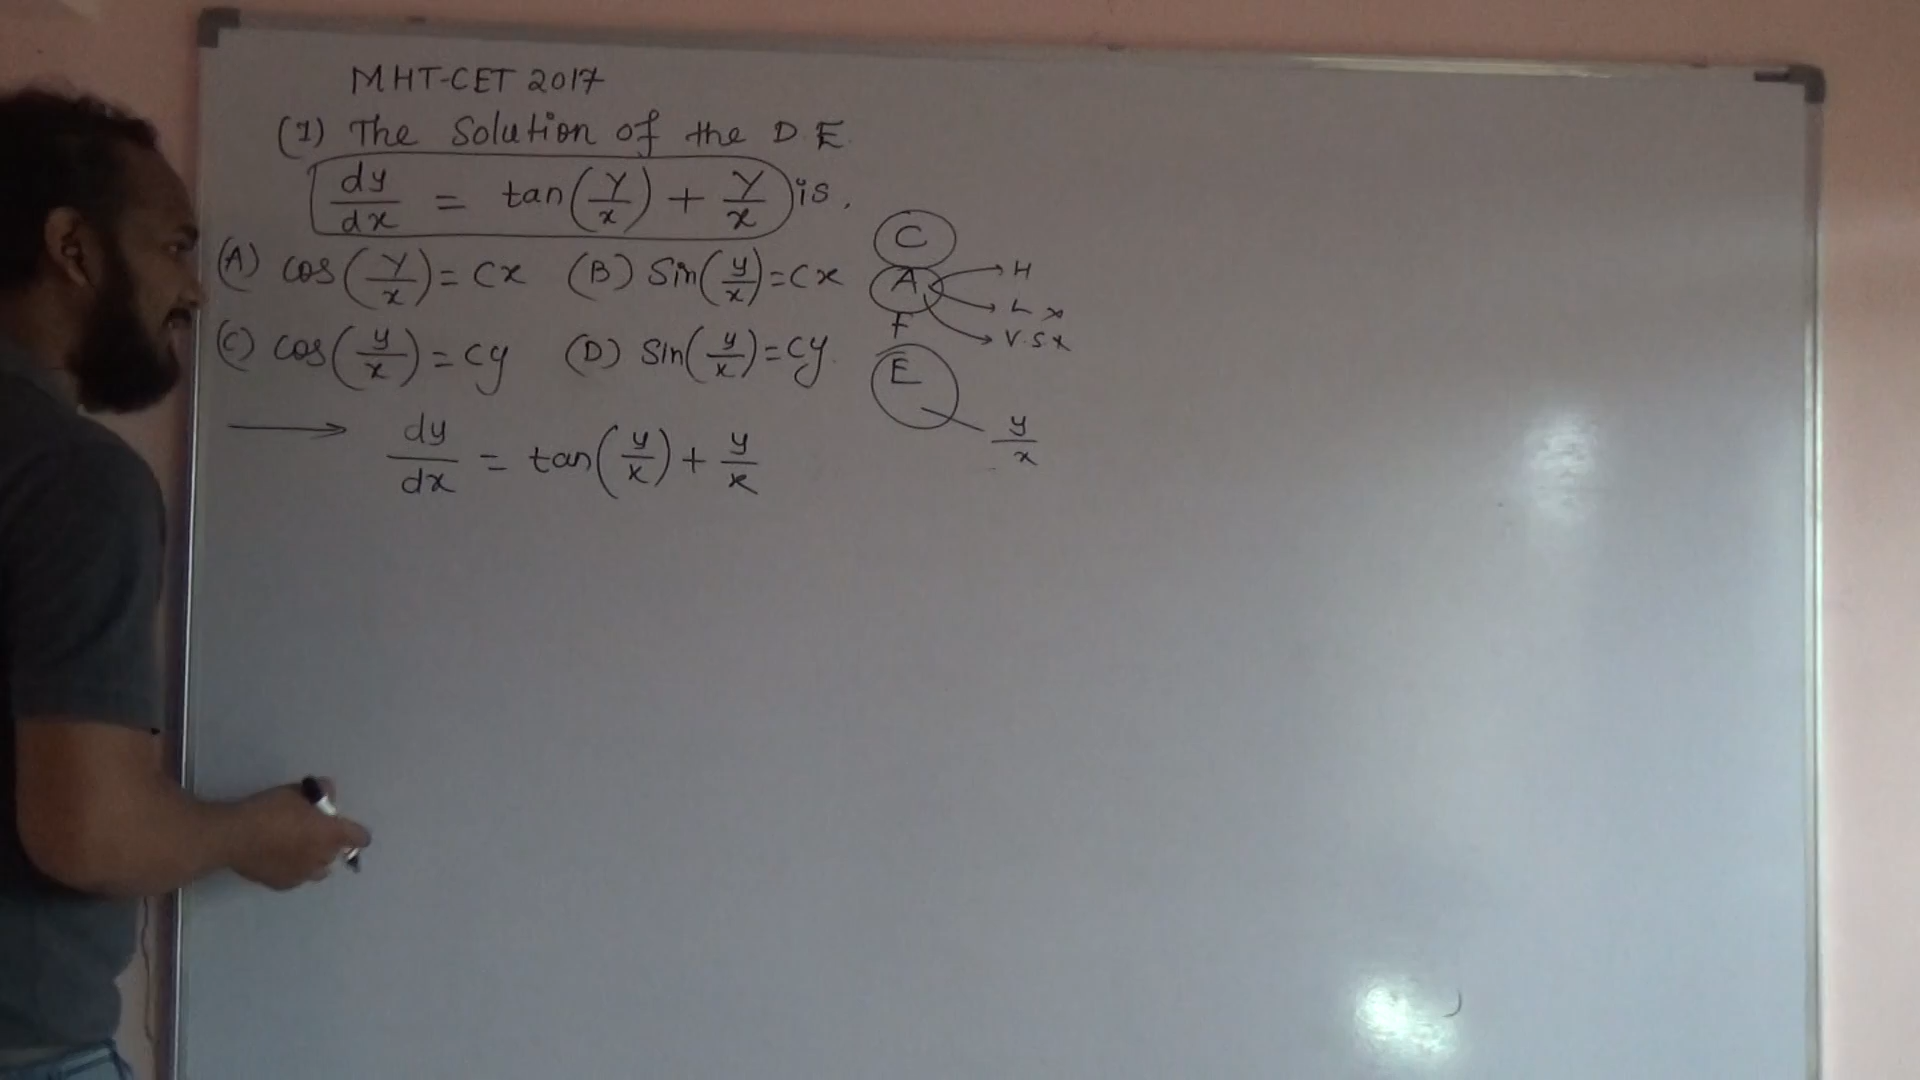 MHT-CET 2017
(1) The Solution of the D.E.
dy/dx = tan(y/x) + y/x is.
(A) cos(y/x) = cx (B) Sin(y/x) = cx
(C) cos(y/x) = cy (D) Sin(y/x) = cy
C
A → H
→ L x
F → V.S x
E
y/x
→ dy/dx = tan(y/x) + y/x